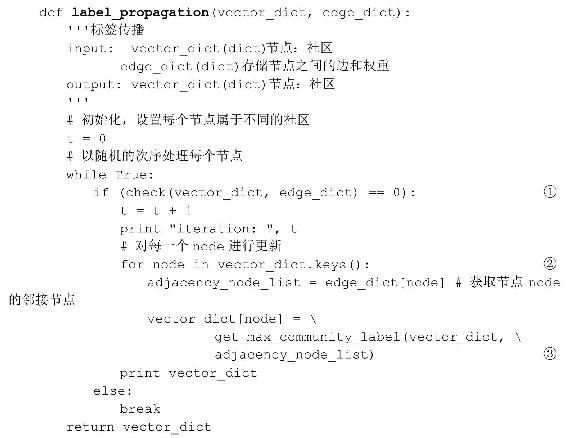 def label_propagation(vector_dict, edge_dict):
'''标签传播
input:  vector_dict(dict)节点：社区
edge_dict(dict)存储节点之间的边和权重
output: vector_dict(dict)节点：社区
'''
# 初始化，设置每个节点属于不同的社区
t = 0
# 以随机的次序处理每个节点
while True:
if (check(vector_dict, edge_dict) == 0): ①
t = t + 1
print "iteration: ", t
# 对每一个 node 进行更新
for node in vector_dict.keys(): ②
adjacency_node_list = edge_dict[node] # 获取节点 node
的邻接节点
vector_dict[node] = \
get_max_community_label(vector_dict, \
adjacency_node_list) ③
print vector_dict
else:
break
return vector_dict